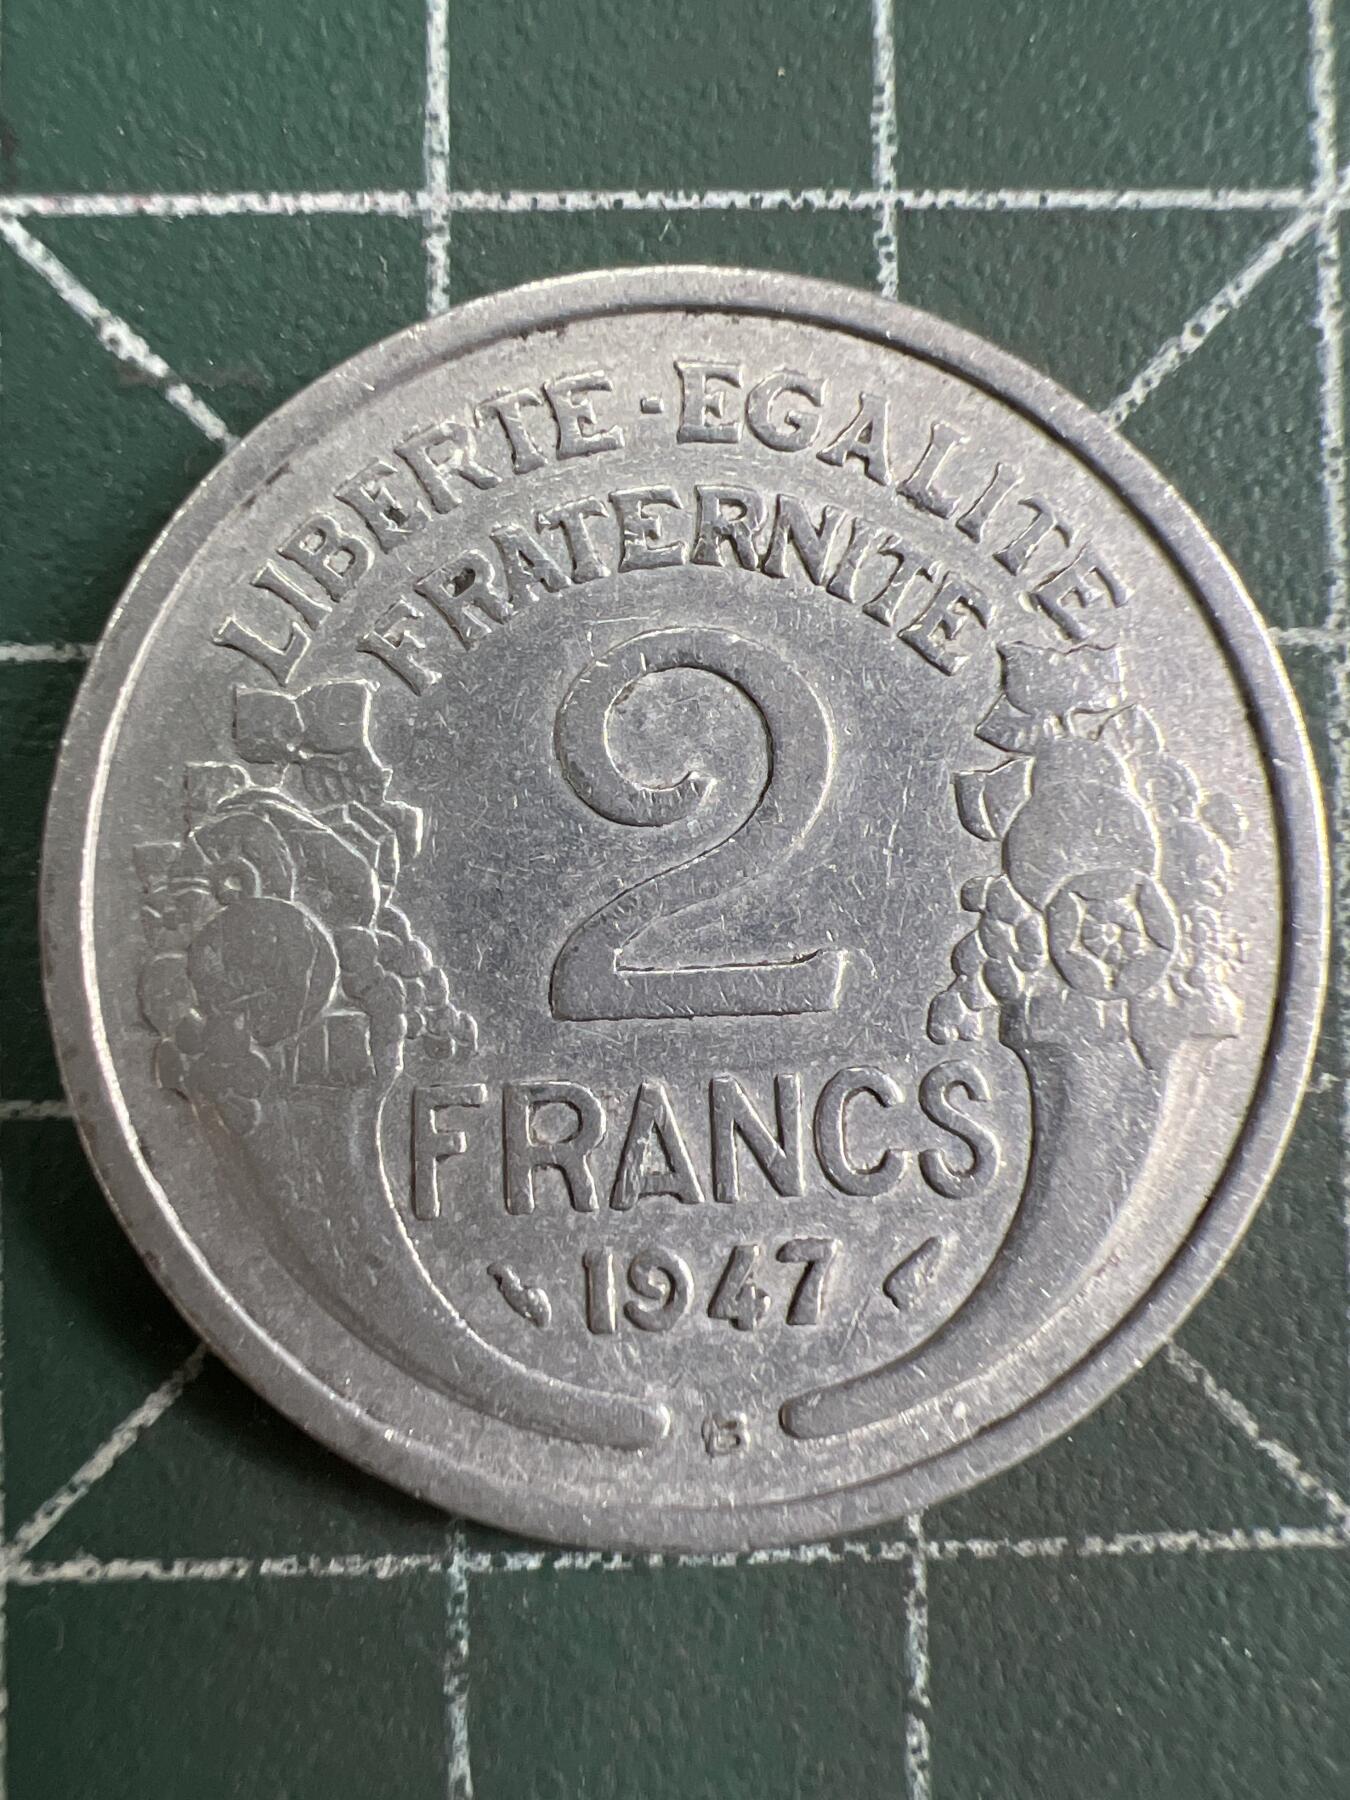 LIBERTE · EGALITE
FRATERNITE
2
FRANCS
1947
B